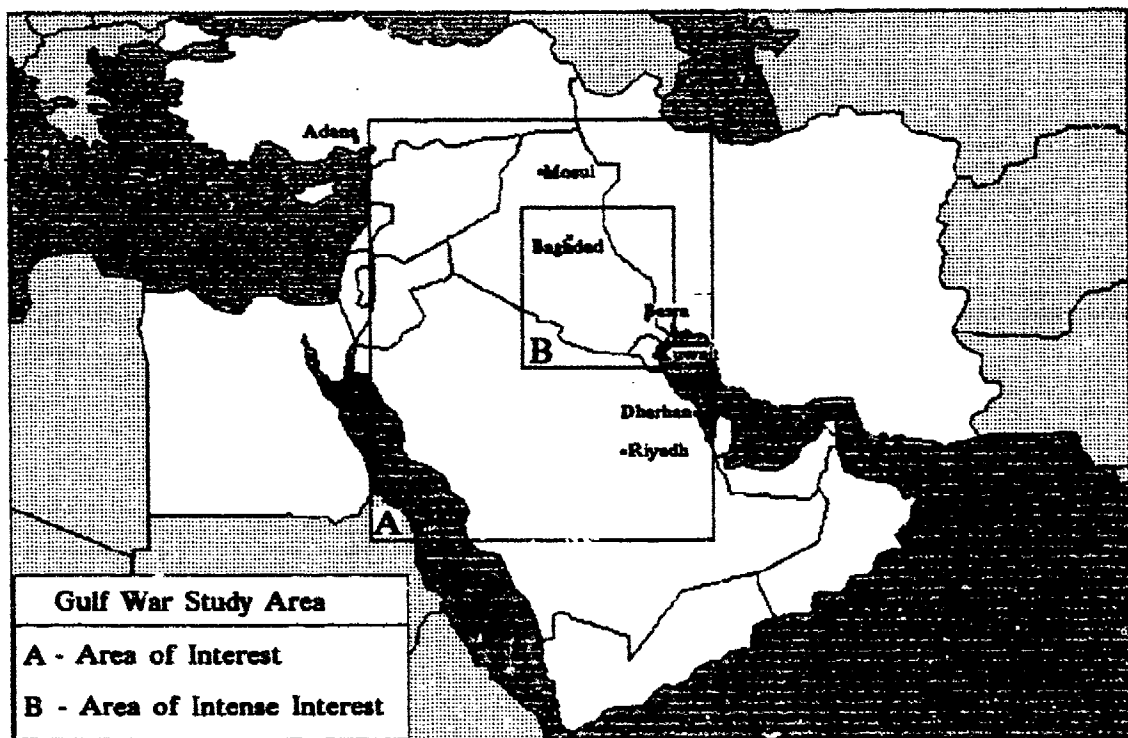 Adana
Mosul
Baghdad
Basra
B
Kuwait
Dharhan
Riyadh
A
Gulf War Study Area
A - Area of Interest
B - Area of Intense Interest